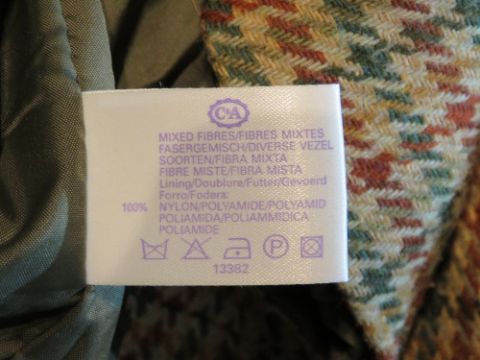 C&A
MIXED FIBRES/FIBRES MIXTES
FASERGEMISCH/DIVERSE VEZEL
SOORTEN/FIBRA MIXTA
FIBRE MISTE/FIBRA MISTA
Lining/Doublure/Futter/Gevoerd
Forro/Fodera:
100% NYLON/POLYAMIDE/POLYAMID
POLIAMIDA/POLIAMMIDICA
POLIAMIDE
P
13382